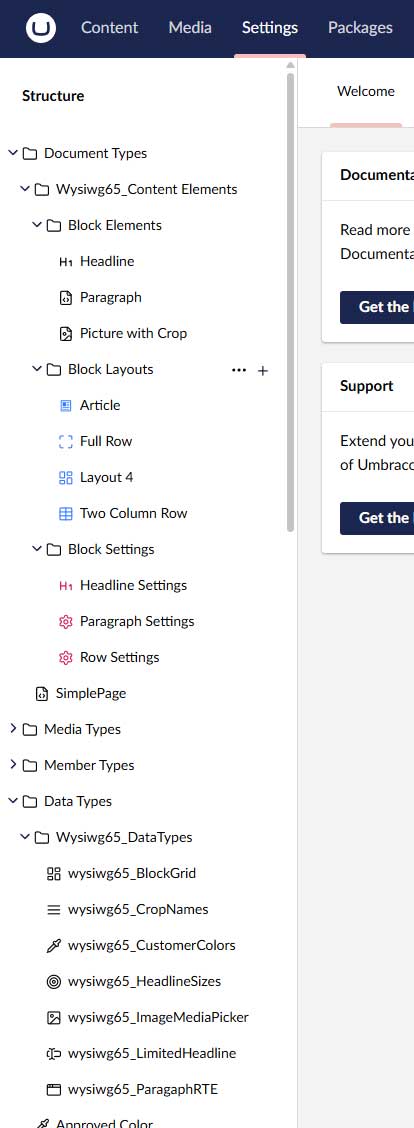 Content Media Settings Packages
Structure
Welcome
Document Types
Wysiwg65_Content Elements
Block Elements
H1 Headline
Paragraph
Picture with Crop
Block Layouts
Article
Full Row
Layout 4
Two Column Row
Block Settings
H1 Headline Settings
Paragraph Settings
Row Settings
SimplePage
Media Types
Member Types
Data Types
Wysiwg65_DataTypes
wysiwg65_BlockGrid
wysiwg65_CropNames
wysiwg65_CustomerColors
wysiwg65_HeadlineSizes
wysiwg65_ImageMediaPicker
wysiwg65_LimitedHeadline
wysiwg65_ParagaphRTE
Approved Color
Documenta
Read more
Documenta
Get the
Support
Extend you
of Umbraco
Get the